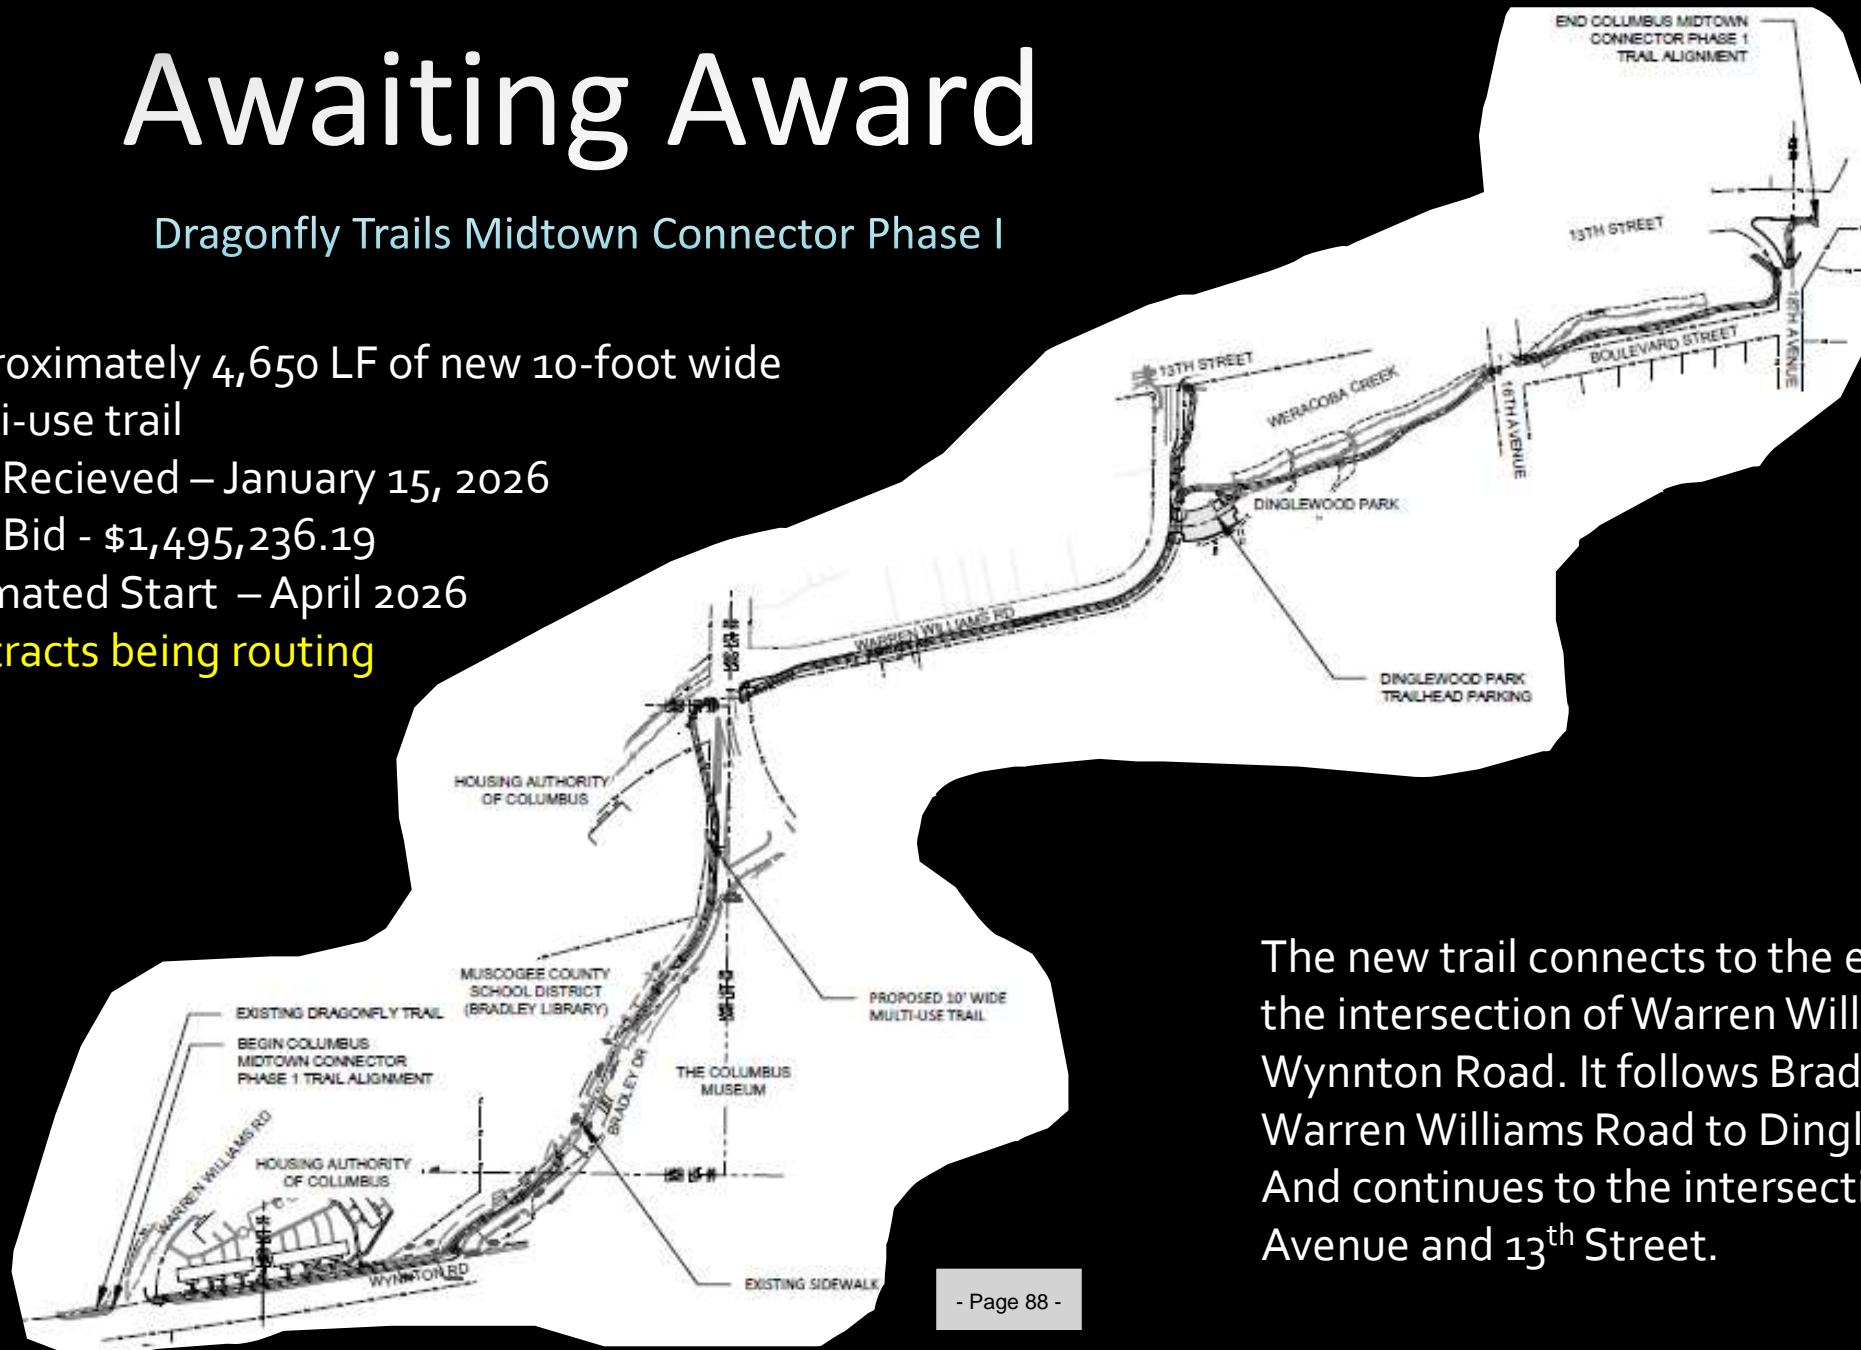 Awaiting Award
Dragonfly Trails Midtown Connector Phase I
roximately 4,650 LF of new 10-foot wide
i-use trail
Recieved – January 15, 2026
Bid - $1,495,236.19
mated Start – April 2026
tracts being routing
END COLUMBUS MIDTOWN
CONNECTOR PHASE 1
TRAIL ALIGNMENT
13TH STREET
18TH AVENUE
BOULEVARD STREET
13TH STREET
WERACOBA CREEK
16TH AVENUE
DINGLEWOOD PARK
WARREN WILLIAMS RD
DINGLEWOOD PARK
TRAILHEAD PARKING
HOUSING AUTHORITY
OF COLUMBUS
MUSCOGEE COUNTY
SCHOOL DISTRICT
(BRADLEY LIBRARY)
PROPOSED 10' WIDE
MULTI-USE TRAIL
EXISTING DRAGONFLY TRAIL
BEGIN COLUMBUS
MIDTOWN CONNECTOR
PHASE 1 TRAIL ALIGNMENT
THE COLUMBUS
MUSEUM
BRADLEY DR
WARREN WILLIAMS RD
HOUSING AUTHORITY
OF COLUMBUS
WYNNTON RD
EXISTING SIDEWALK
The new trail connects to the e
the intersection of Warren Will
Wynnton Road. It follows Brad
Warren Williams Road to Dingl
And continues to the intersecti
Avenue and 13th Street.
- Page 88 -